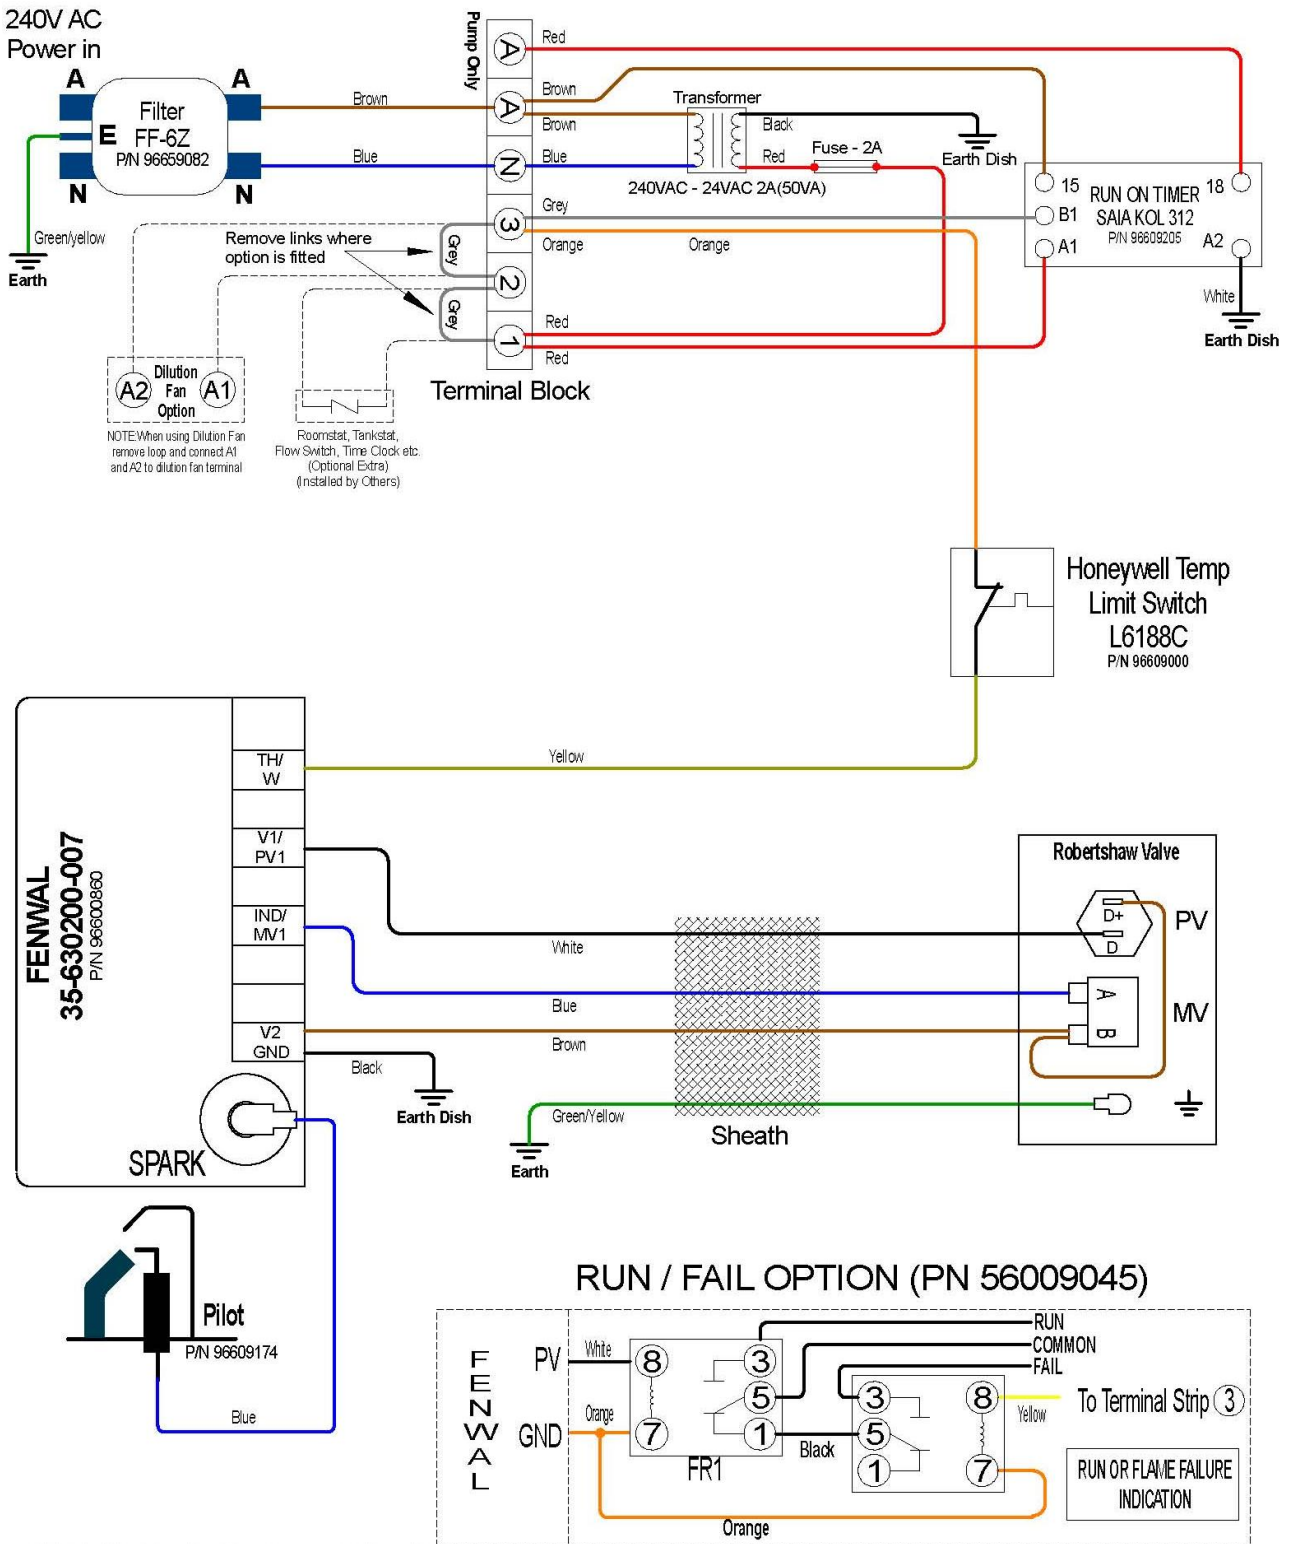 240V AC
Power in
A
A
Filter
FF-6Z
P/N 96659082
E
N
N
Green/yellow
Earth
Brown
Blue
Pump Only
A
A
N
3
2
1
Terminal Block
Red
Brown
Brown
Blue
Grey
Orange
Orange
Red
Red
Transformer
Black
Earth Dish
Red
Fuse - 2A
240VAC - 24VAC 2A(50VA)
15
18
B1
A1
A2
RUN ON TIMER
SAIA KOL 312
P/N 96609205
White
Earth Dish
Remove links where
option is fitted
Grey
Grey
A2
Dilution
Fan
Option
A1
NOTE:When using Dilution Fan
remove loop and connect A1
and A2 to dilution fan terminal
Roomstat, Tankstat,
Flow Switch, Time Clock etc.
(Optional Extra)
(Installed by Others)
Honeywell Temp
Limit Switch
L6188C
P/N 96609000
FENWAL
35-630200-007
P/N 96600860
TH/
W
V1/
PV1
IND/
MV1
V2
GND
Yellow
White
Blue
Brown
Black
Earth Dish
Green/Yellow
Earth
Sheath
Robertshaw Valve
D+
D
PV
A
B
MV
SPARK
Pilot
P/N 96609174
Blue
RUN / FAIL OPTION (PN 56009045)
FENWAL
PV
White
GND
Orange
8
7
3
5
1
FR1
RUN
COMMON
FAIL
Black
3
5
1
8
7
Yellow
To Terminal Strip 3
RUN OR FLAME FAILURE
INDICATION
Orange